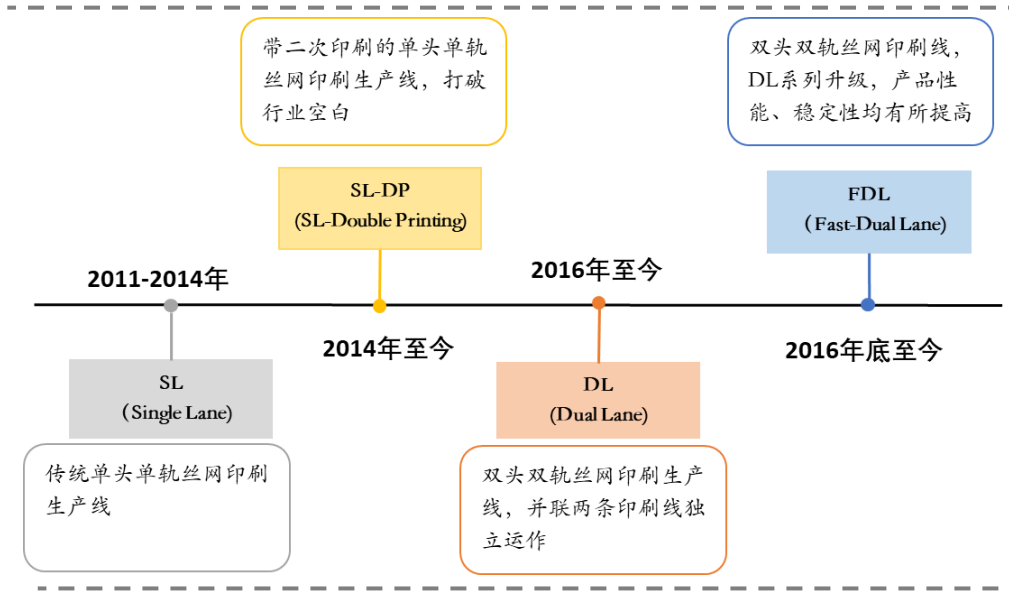 带二次印刷的单头单轨
丝网印刷生产线，打破
行业空白
双头双轨丝网印刷线，
DL系列升级，产品性
能、稳定性均有所提高
SL-DP
(SL-Double Printing)
FDL
（Fast-Dual Lane)
2011-2014年
2016年至今
2014年至今
2016年底至今
SL
（Single Lane)
DL
(Dual Lane)
传统单头单轨丝网印刷
生产线
双头双轨丝网印刷生产
线，并联两条印刷线独
立运作